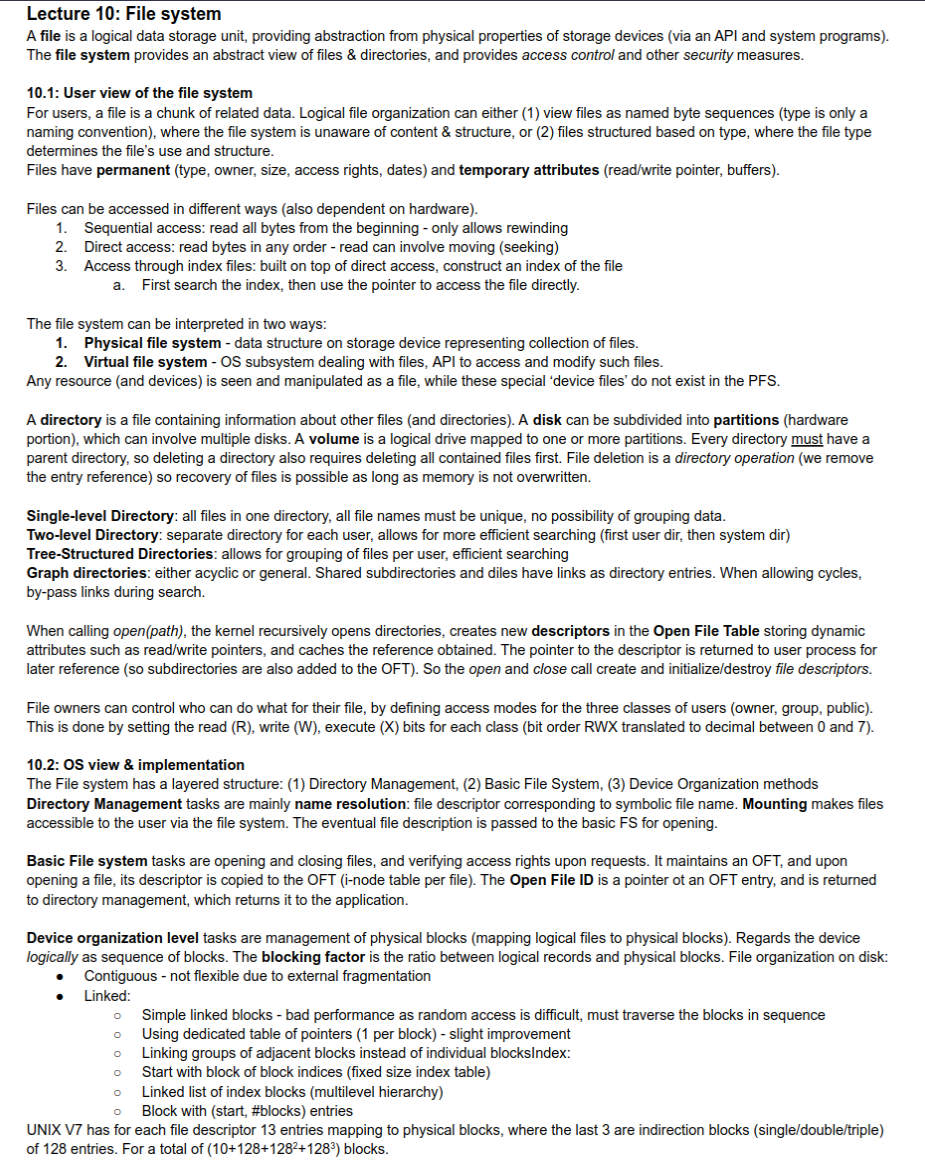 Lecture 10: File system
A file is a logical data storage unit, providing abstraction from physical properties of storage devices (via an API and system programs).
The file system provides an abstract view of files & directories, and provides access control and other security measures.
10.1: User view of the file system
For users, a file is a chunk of related data. Logical file organization can either (1) view files as named byte sequences (type is only a
naming convention), where the file system is unaware of content & structure, or (2) files structured based on type, where the file type
determines the file's use and structure.
Files have permanent (type, owner, size, access rights, dates) and temporary attributes (read/write pointer, buffers).
Files can be accessed in different ways (also dependent on hardware).
1. Sequential access: read all bytes from the beginning - only allows rewinding
2. Direct access: read bytes in any order - read can involve moving (seeking)
3. Access through index files: built on top of direct access, construct an index of the file
a. First search the index, then use the pointer to access the file directly.
The file system can be interpreted in two ways:
1. Physical file system - data structure on storage device representing collection of files.
2. Virtual file system - OS subsystem dealing with files, API to access and modify such files.
Any resource (and devices) is seen and manipulated as a file, while these special 'device files' do not exist in the PFS.
A directory is a file containing information about other files (and directories). A disk can be subdivided into partitions (hardware
portion), which can involve multiple disks. A volume is a logical drive mapped to one or more partitions. Every directory must have a
parent directory, so deleting a directory also requires deleting all contained files first. File deletion is a directory operation (we remove
the entry reference) so recovery of files is possible as long as memory is not overwritten.
Single-level Directory: all files in one directory, all file names must be unique, no possibility of grouping data.
Two-level Directory: separate directory for each user, allows for more efficient searching (first user dir, then system dir)
Tree-Structured Directories: allows for grouping of files per user, efficient searching
Graph directories: either acyclic or general. Shared subdirectories and diles have links as directory entries. When allowing cycles,
by-pass links during search.
When calling open(path), the kernel recursively opens directories, creates new descriptors in the Open File Table storing dynamic
attributes such as read/write pointers, and caches the reference obtained. The pointer to the descriptor is returned to user process for
later reference (so subdirectories are also added to the OFT). So the open and close call create and initialize/destroy file descriptors.
File owners can control who can do what for their file, by defining access modes for the three classes of users (owner, group, public).
This is done by setting the read (R), write (W), execute (X) bits for each class (bit order RWX translated to decimal between 0 and 7).
10.2: OS view & implementation
The File system has a layered structure: (1) Directory Management, (2) Basic File System, (3) Device Organization methods
Directory Management tasks are mainly name resolution: file descriptor corresponding to symbolic file name. Mounting makes files
accessible to the user via the file system. The eventual file description is passed to the basic FS for opening.
Basic File system tasks are opening and closing files, and verifying access rights upon requests. It maintains an OFT, and upon
opening a file, its descriptor is copied to the OFT (i-node table per file). The Open File ID is a pointer ot an OFT entry, and is returned
to directory management, which returns it to the application.
Device organization level tasks are management of physical blocks (mapping logical files to physical blocks). Regards the device
logically as sequence of blocks. The blocking factor is the ratio between logical records and physical blocks. File organization on disk:
● Contiguous - not flexible due to external fragmentation
● Linked:
○ Simple linked blocks - bad performance as random access is difficult, must traverse the blocks in sequence
○ Using dedicated table of pointers (1 per block) - slight improvement
○ Linking groups of adjacent blocks instead of individual blocksIndex:
○ Start with block of block indices (fixed size index table)
○ Linked list of index blocks (multilevel hierarchy)
○ Block with (start, #blocks) entries
UNIX V7 has for each file descriptor 13 entries mapping to physical blocks, where the last 3 are indirection blocks (single/double/triple)
of 128 entries. For a total of (10+128+128²+128³) blocks.